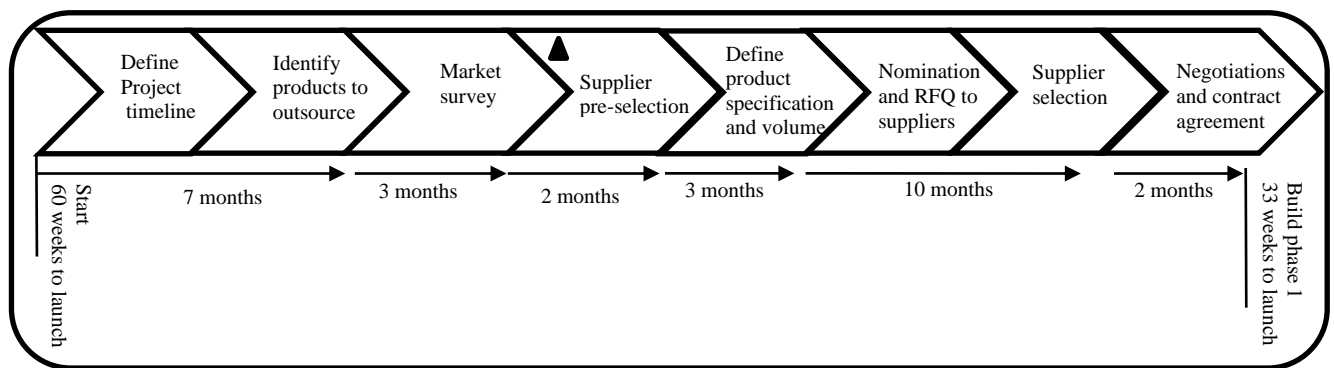 Define
Project
timeline
Identify
products to
outsource
Market
survey
Supplier
pre-selection
Define
product
specification
and volume
Nomination
and RFQ to
suppliers
Supplier
selection
Negotiations
and contract
agreement
7 months
3 months
2 months
3 months
10 months
2 months
Start
60 weeks to launch
Build phase 1
33 weeks to launch